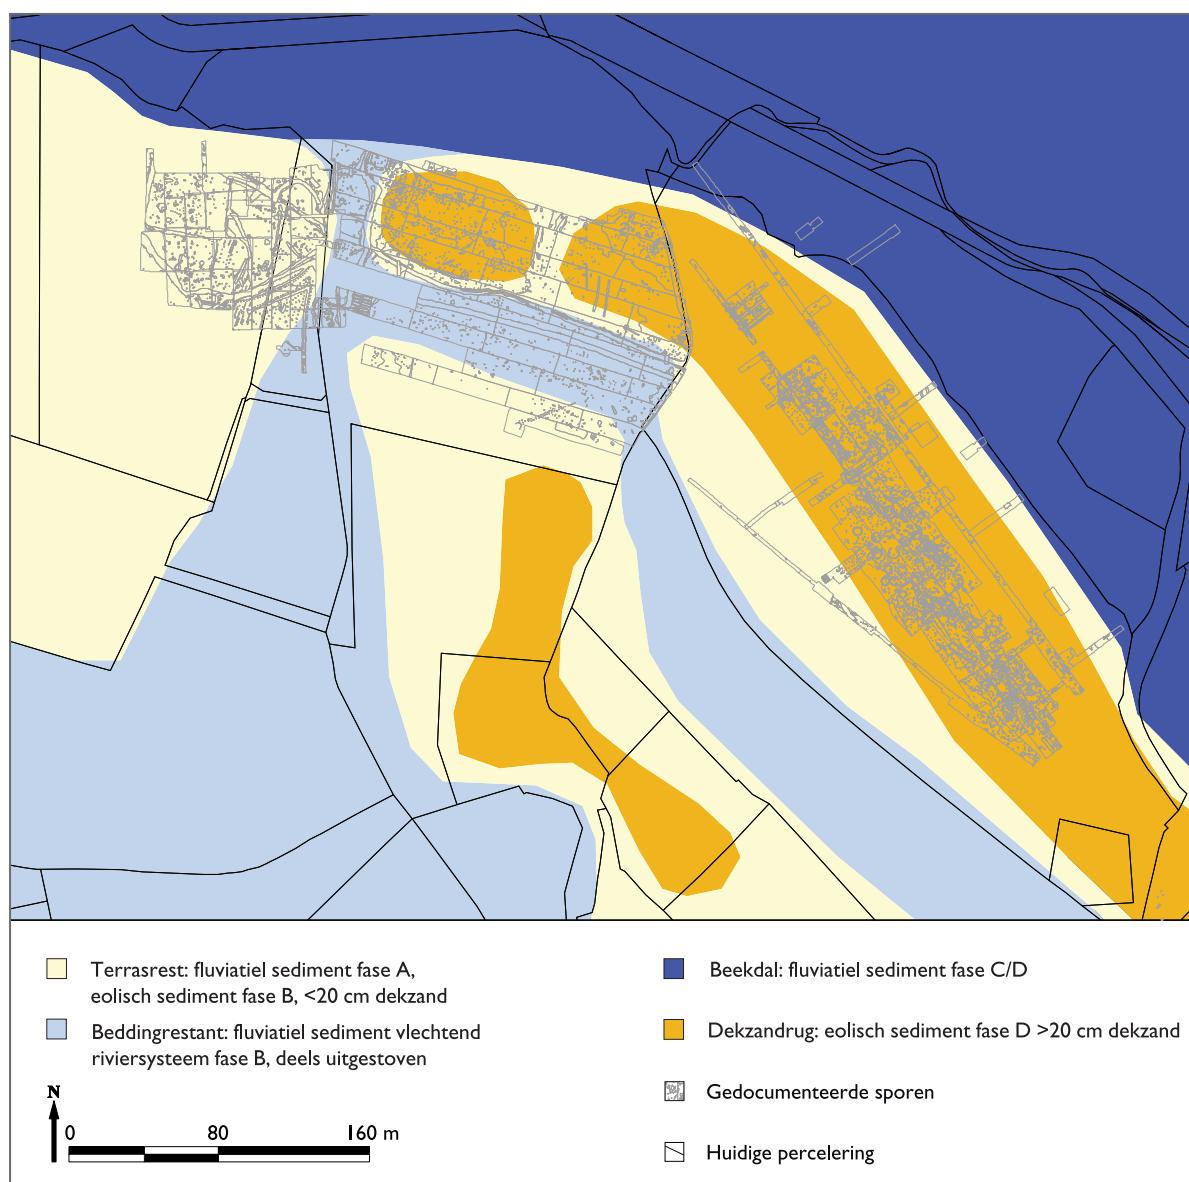 Terrasrest: fluviatiel sediment fase A,
eolisch sediment fase B, <20 cm dekzand
Beddingrestant: fluviatiel sediment vlechtend
riviersysteem fase B, deels uitgestoven
N
0 80 160 m
Beekdal: fluviatiel sediment fase C/D
Dekzandrug: eolisch sediment fase D >20 cm dekzand
Gedocumenteerde sporen
Huidige percelering